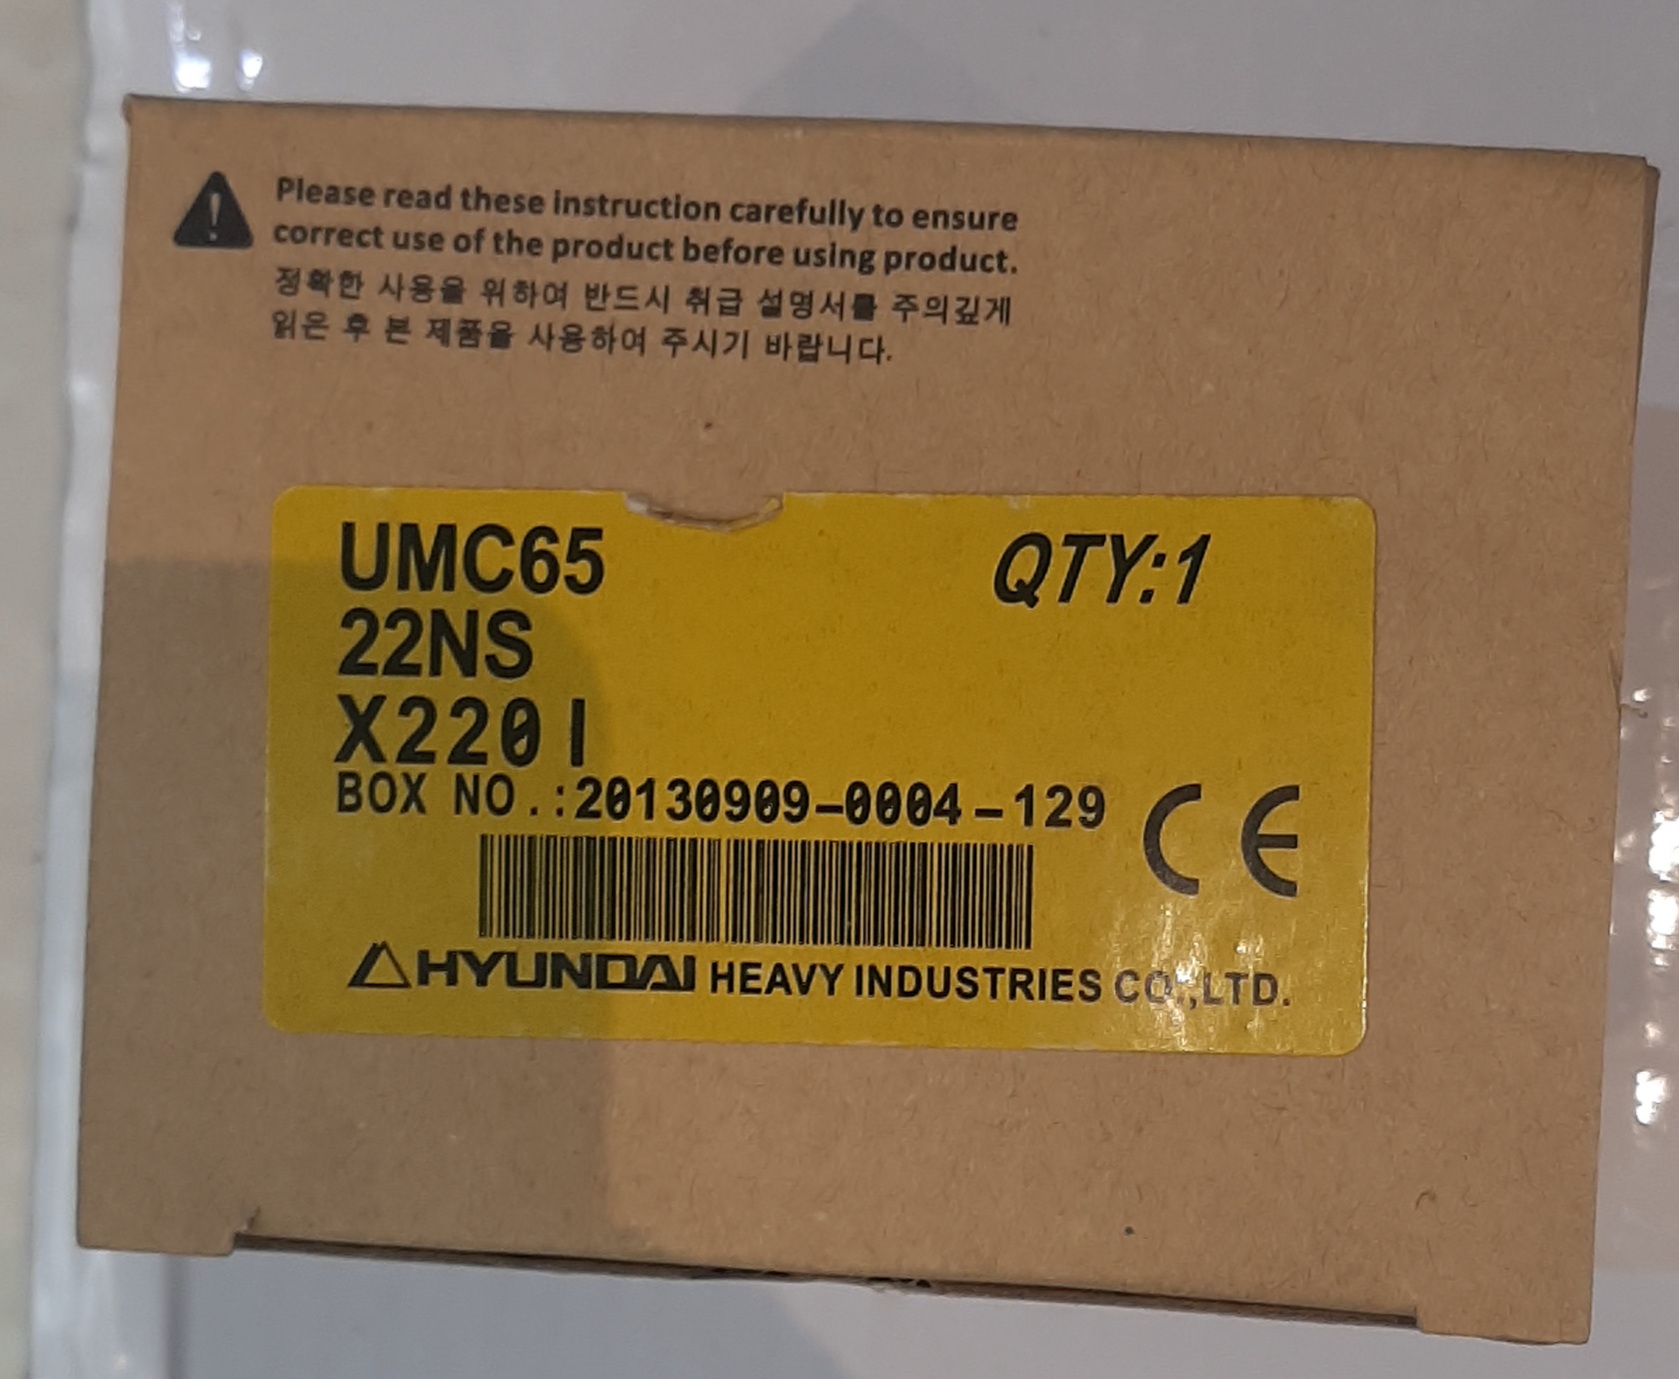 Please read these instruction carefully to ensure
correct use of the product before using product.
정확한 사용을 위하여 반드시 취급 설명서를 주의깊게
읽은 후 본 제품을 사용하여 주시기 바랍니다.
UMC65 QTY:1
22NS
X220 I
BOX NO.:20130909-0004-129 CE
HYUNDAI HEAVY INDUSTRIES CO.,LTD.